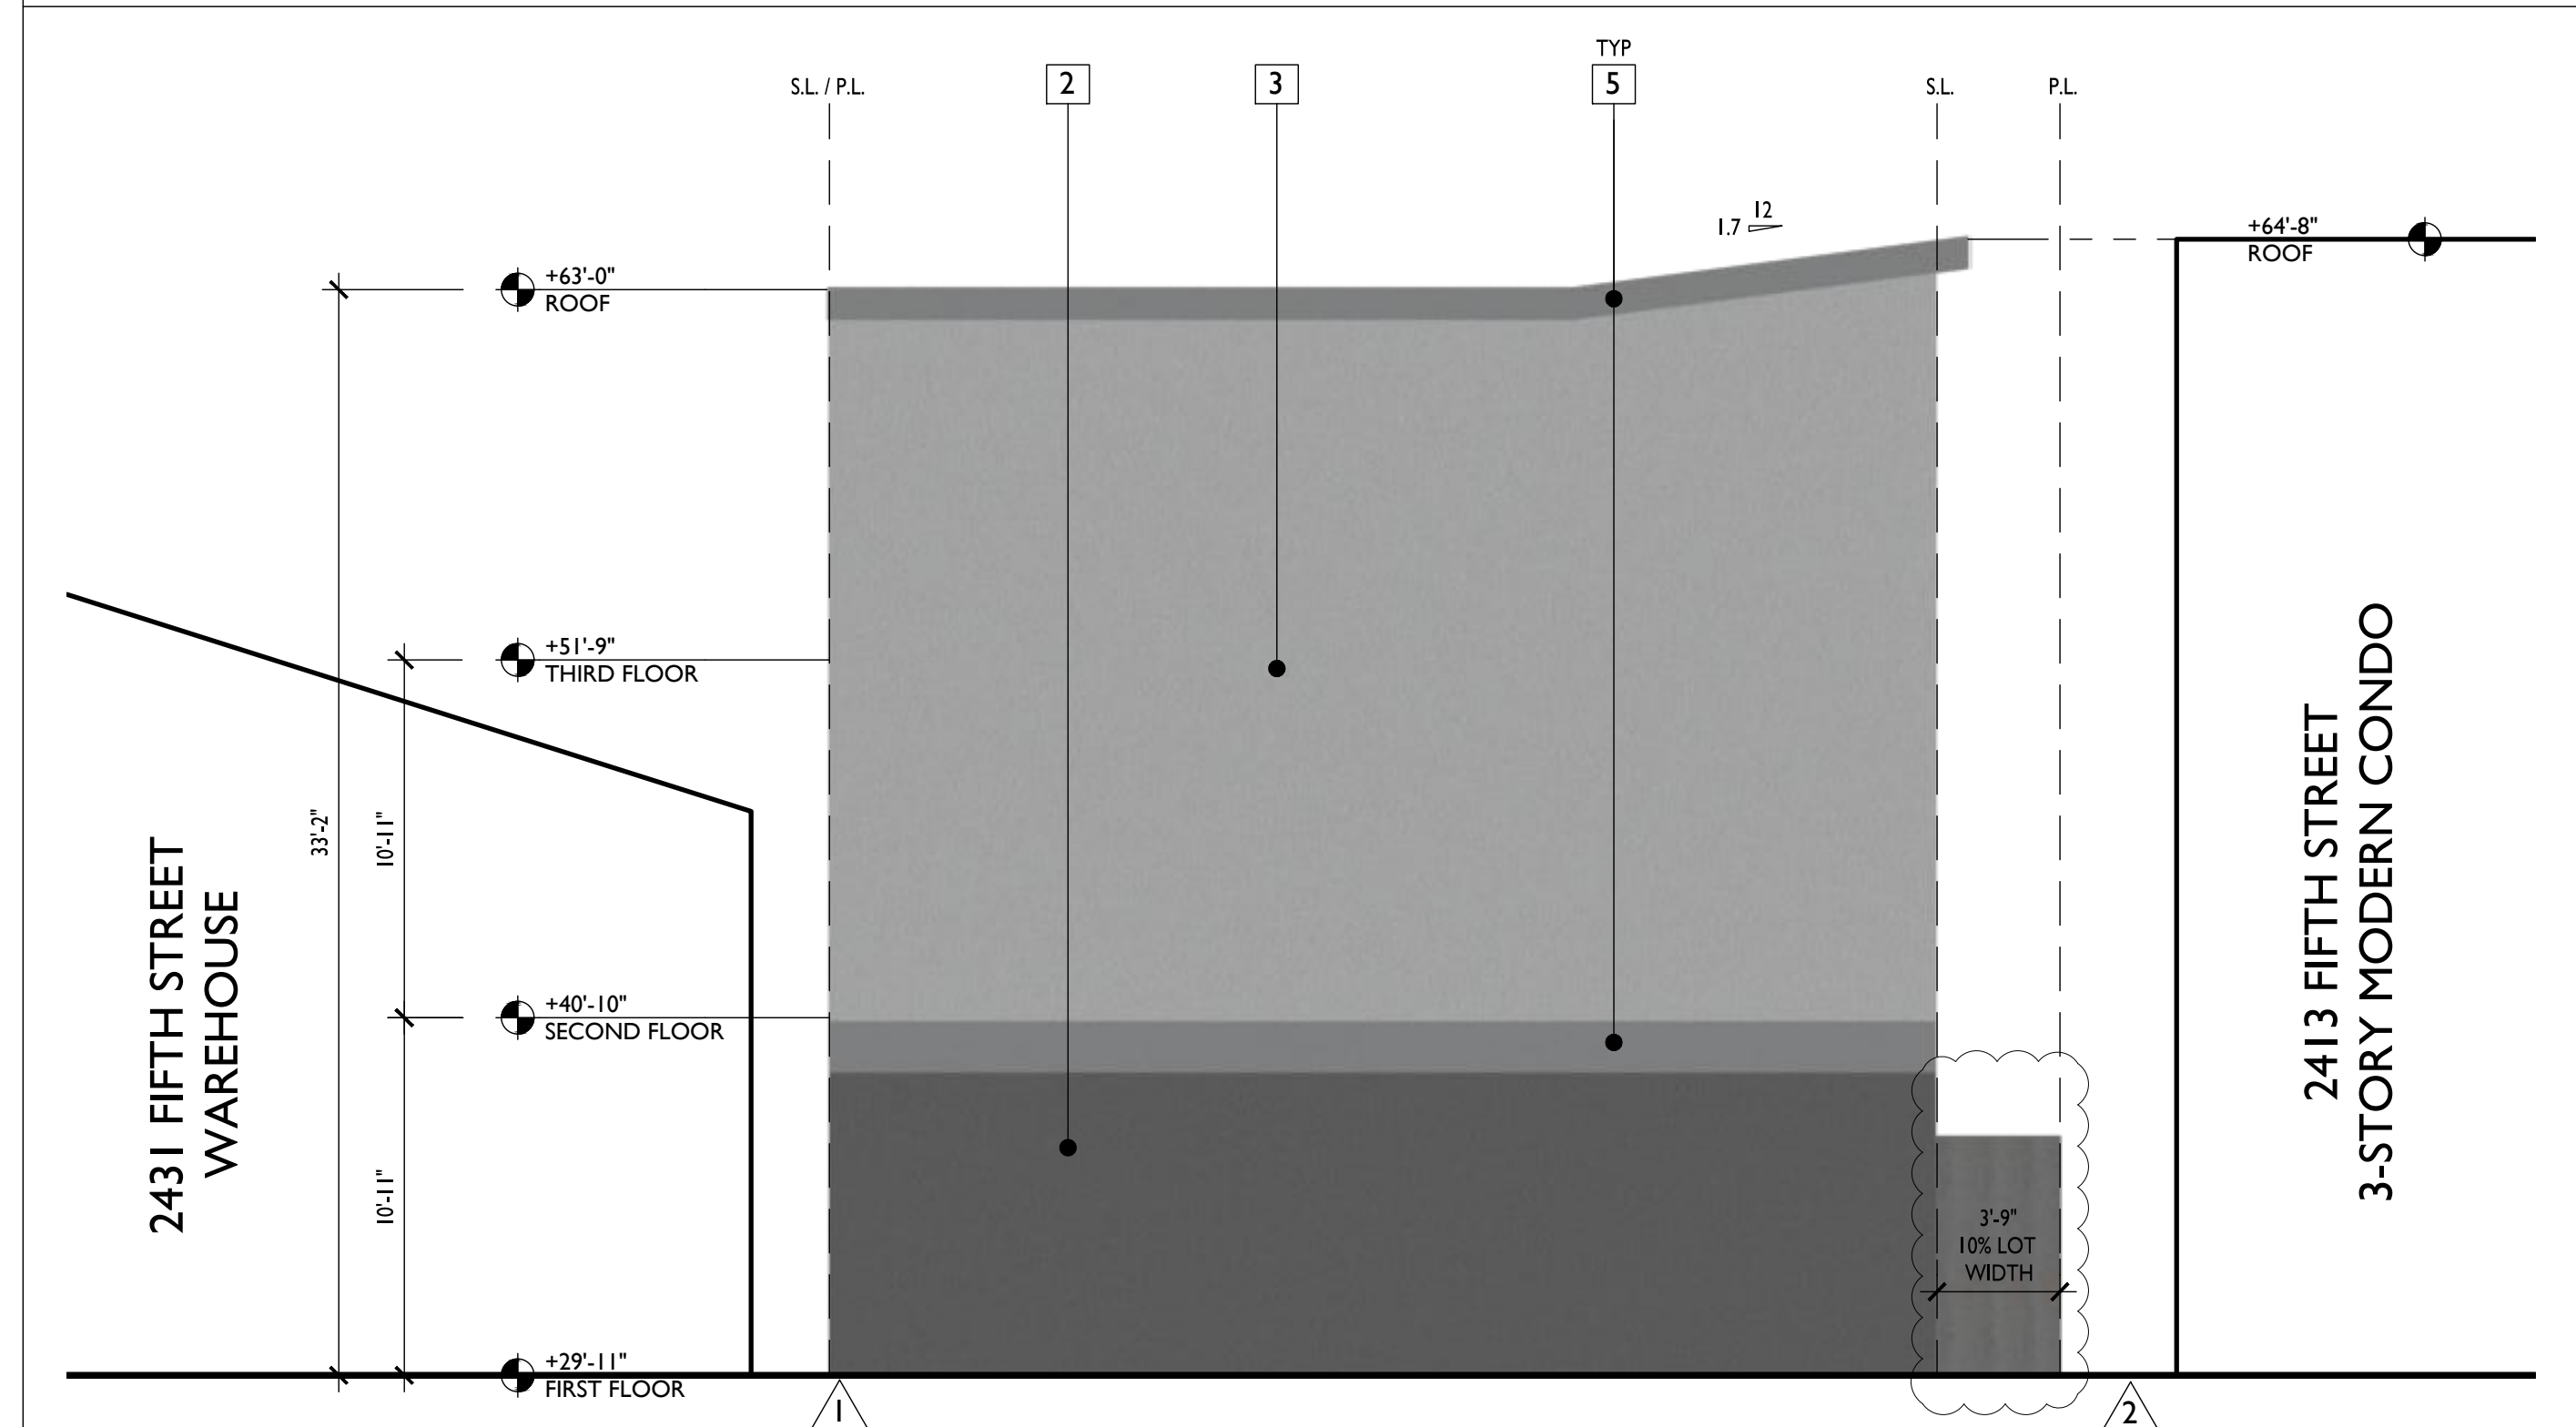 TYP
S.L. / P.L.
2
3
5
S.L.
P.L.
12
1.7
+64'-8"
ROOF
+63'-0"
ROOF
+51'-9"
THIRD FLOOR
33'-2"
10'-11"
2431 FIFTH STREET
WAREHOUSE
2413 FIFTH STREET
3-STORY MODERN CONDO
+40'-10"
SECOND FLOOR
10'-11"
3'-9"
10% LOT
WIDTH
+29'-11"
FIRST FLOOR
1
2